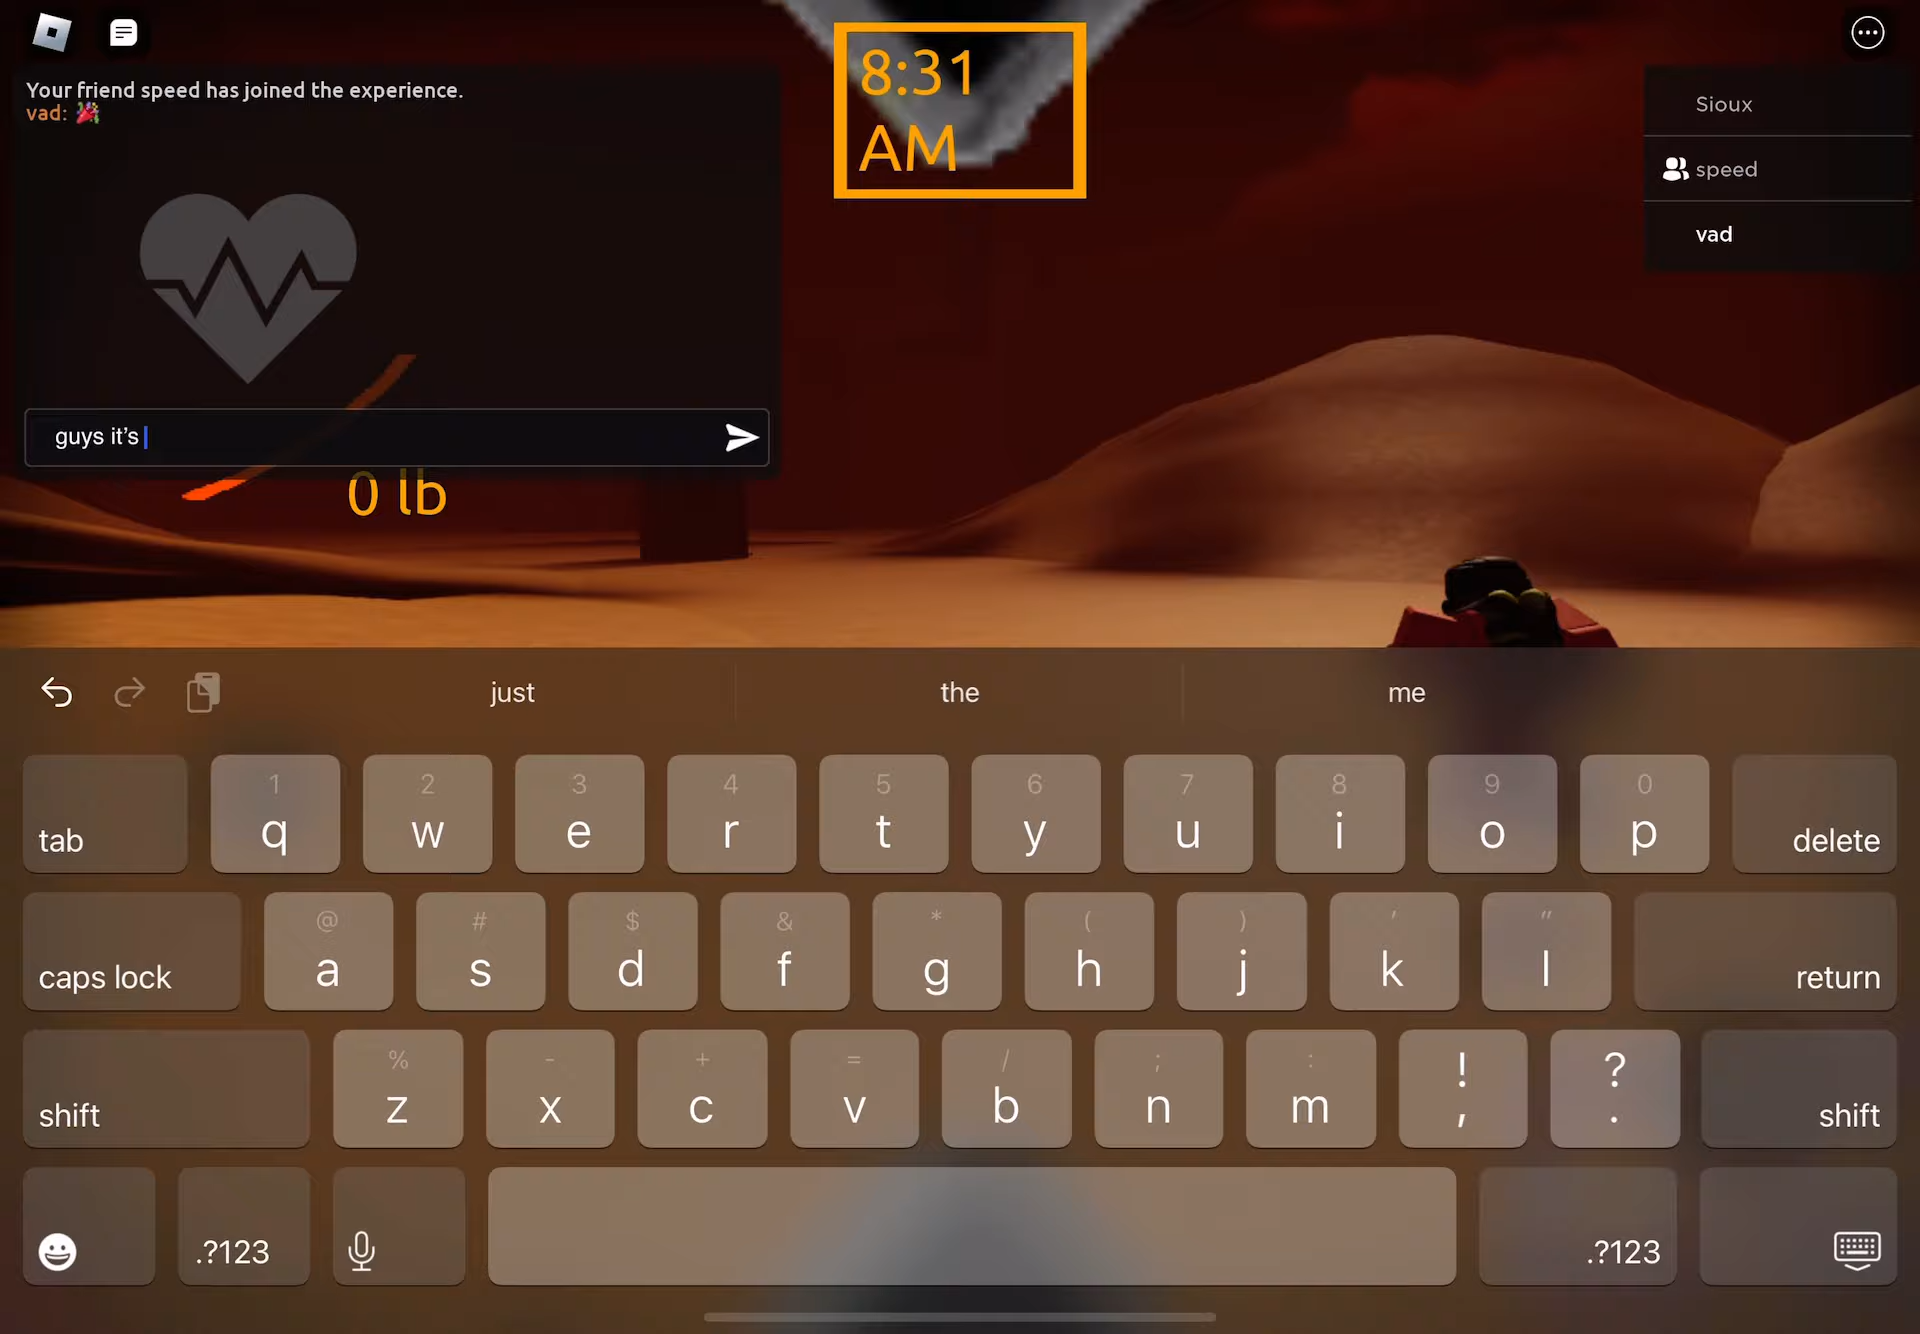 Your friend speed has joined the experience.
vad: 🎉
8:31
AM
Sioux
speed
vad
guys it's
0 lb
just the me
1 2 3 4 5 6 7 8 9 0
tab q w e r t y u i o p delete
@ # $ & * ( ) ' "
caps lock a s d f g h j k l return
% - + = / ; : ! ?
shift z x c v b n m , . shift
.?123 .?123